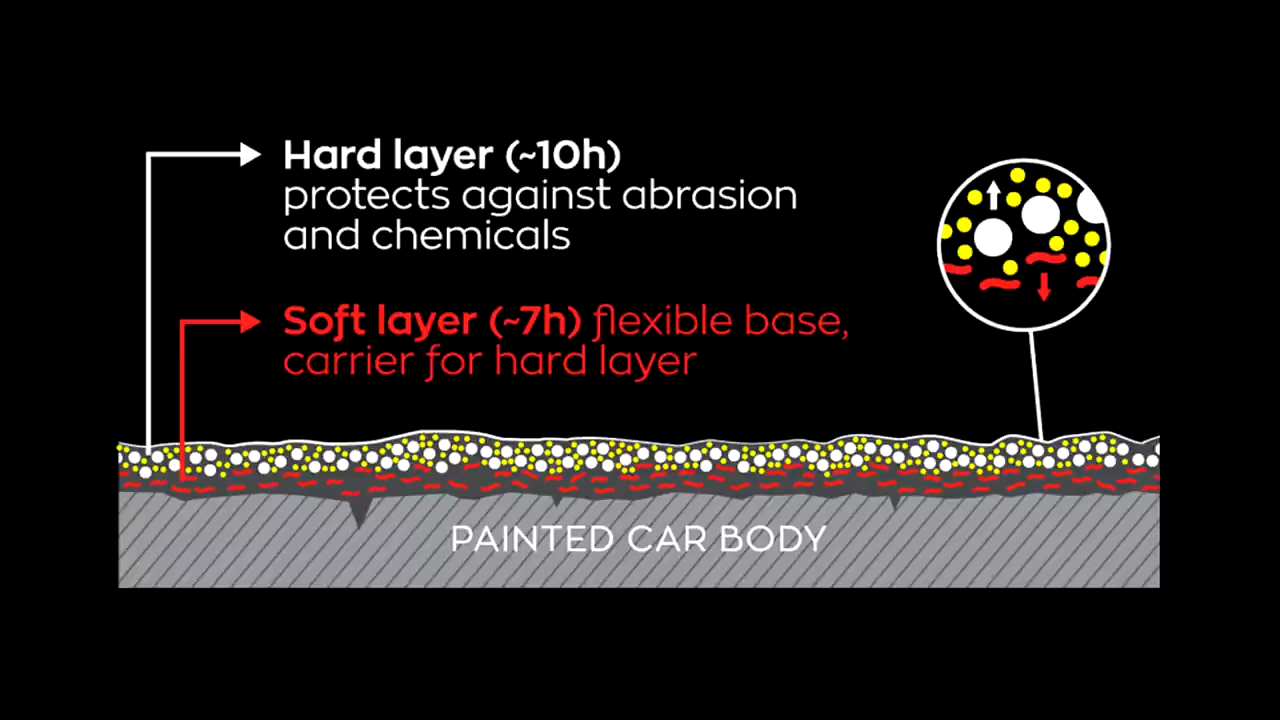 Hard layer (~10h)
protects against abrasion
and chemicals
Soft layer (~7h) flexible base,
carrier for hard layer
PAINTED CAR BODY